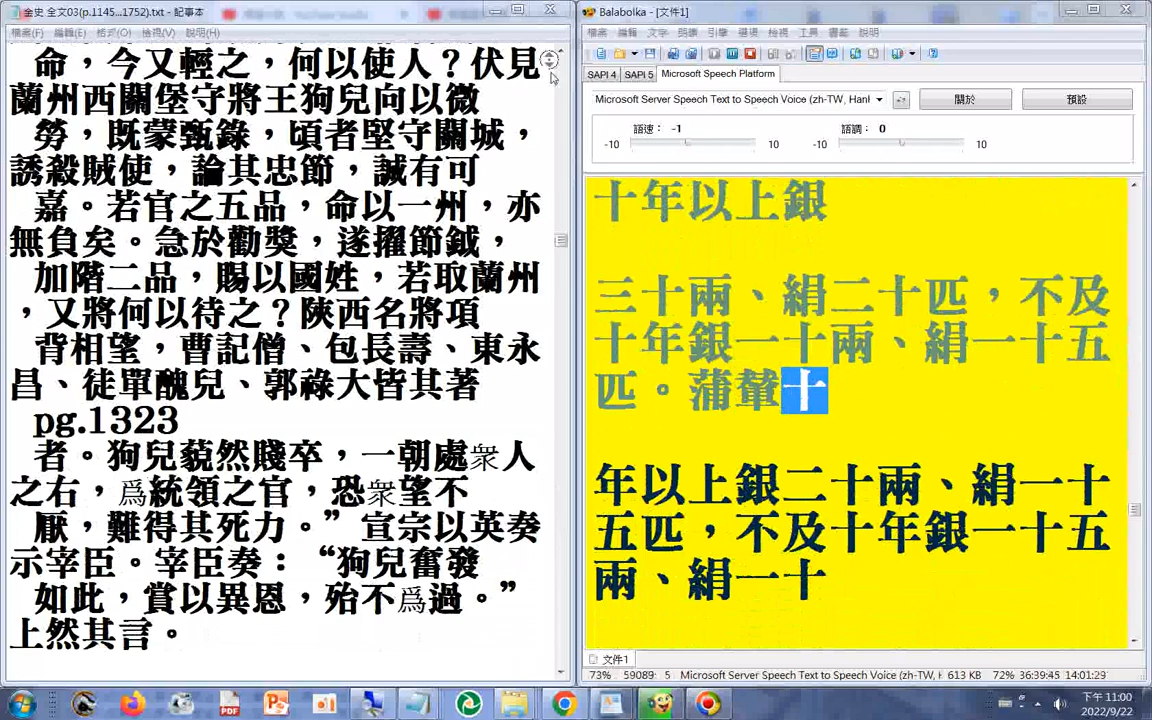 金史 全文03(p.1145...1752).txt - 記事本
檔案(F) 編輯(E) 格式(O) 檢視(V) 說明(H)
命，今又輕之，何以使人？伏見
蘭州西關堡守將王狗兒向以微
勞，既蒙甄錄，頃者堅守關城，
誘殺賊使，論其忠節，誠有可
嘉。若官之五品，命以一州，亦
無負矣。急於勸獎，遂擢節鉞，
加階二品，賜以國姓，若取蘭州
，又將何以待之？陝西名將項
背相望，曹記僧、包長壽、東永
昌、徒單醜兒、郭祿大皆其著
pg.1323
者。狗兒藐然賤卒，一朝處衆人
之右，爲統領之官，恐衆望不
厭，難得其死力。”宣宗以英奏
示宰臣。宰臣奏：“狗兒奮發
如此，賞以異恩，殆不爲過。”
上然其言。
Balabolka - [文件1]
檔案 編輯 文字 朗讀 引擎 選項 檢視 工具 書籤 說明
SAPI 4 SAPI 5 Microsoft Speech Platform
Microsoft Server Speech Text to Speech Voice (zh-TW, Hanl 關於 預設
語速： -1 語調： 0
-10 10 -10 10
十年以上銀
三十兩、絹二十匹，不及
十年銀一十兩、絹一十五
匹。蒲輦十
年以上銀二十兩、絹一十
五匹，不及十年銀一十五
兩、絹一十
文件1
73% 59089: 5 Microsoft Speech Platform Microsoft Server Speech Text to Speech Voice (zh-TW, Han 613 KB 72% 36:39:45 14:01:29
下午 11:00
2022/9/22